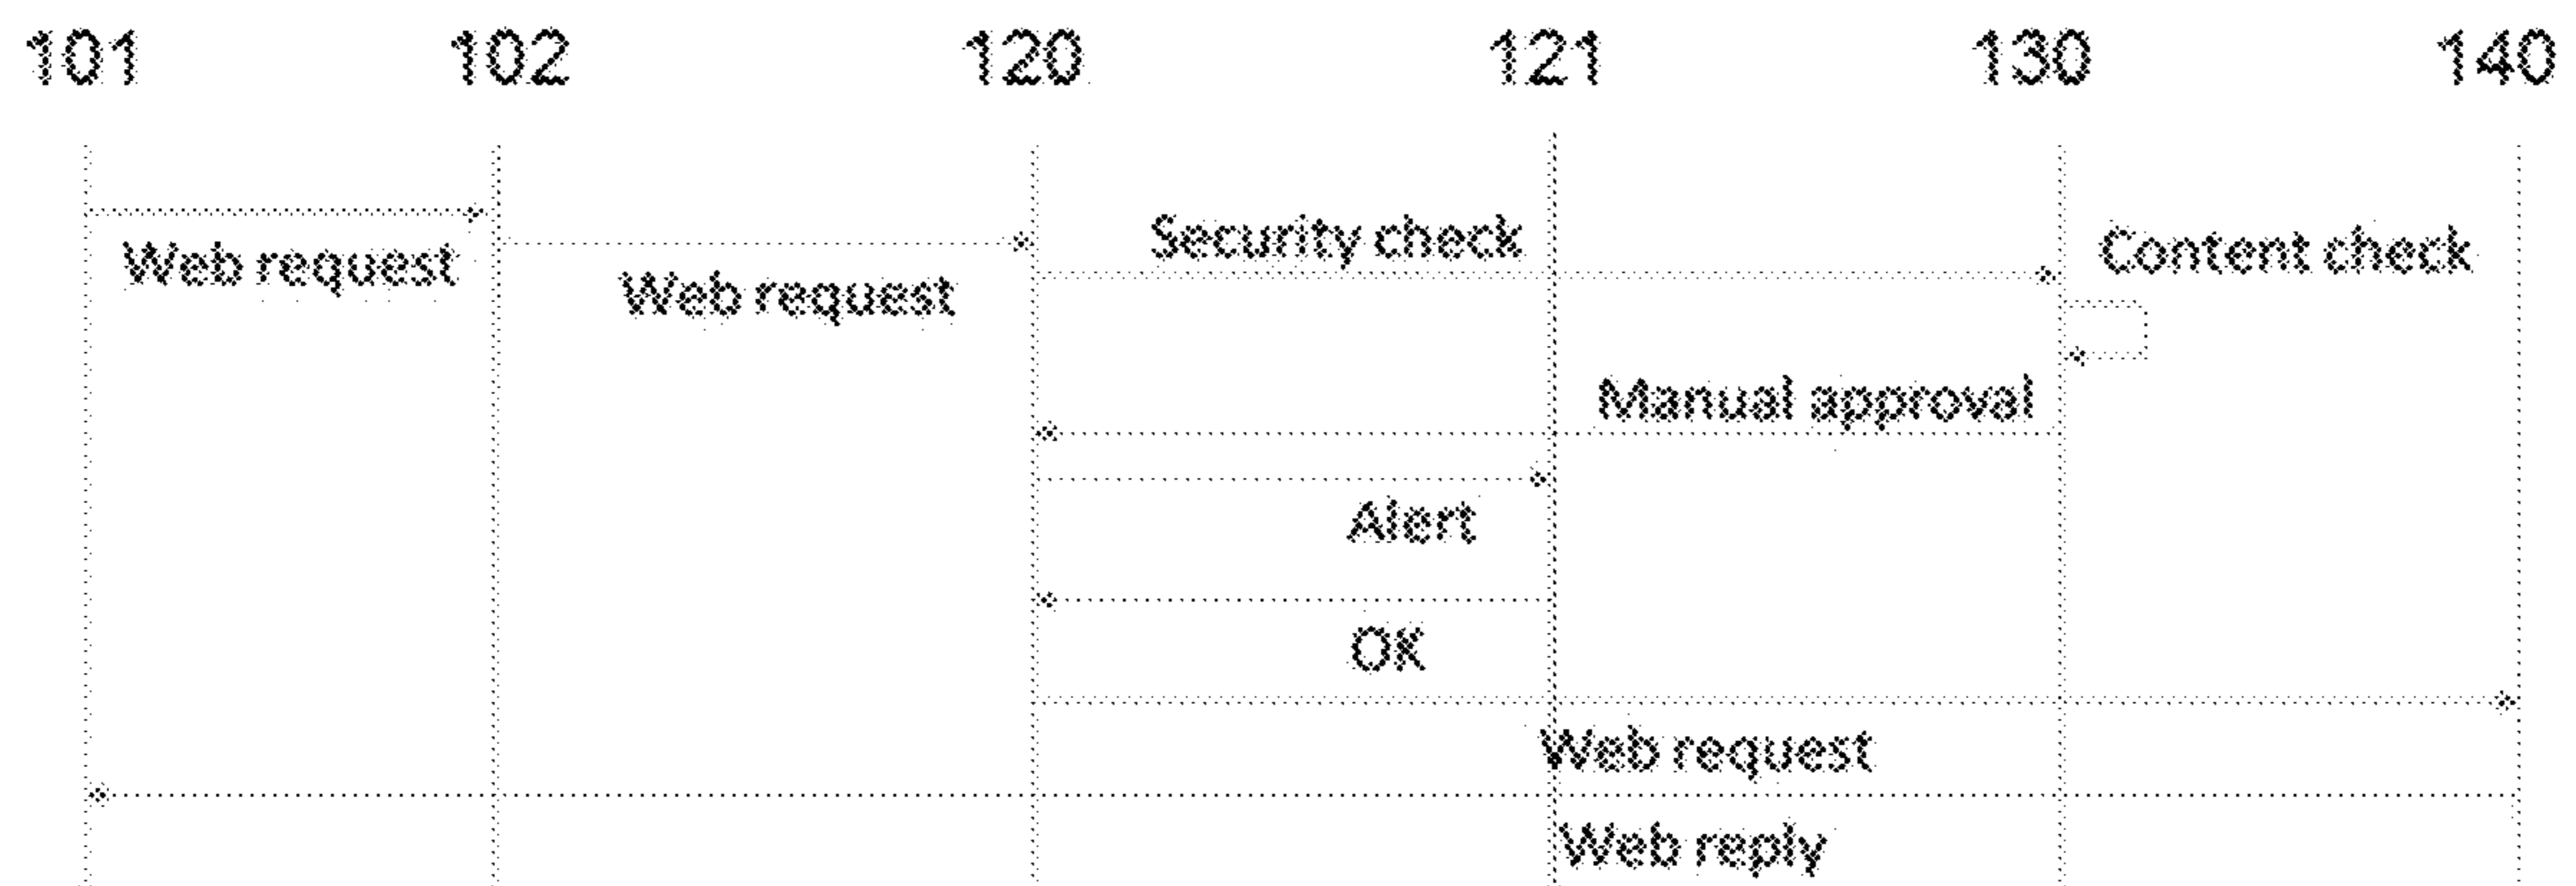 101 102 120 121 130 140
Security check
Content check
Web request
Web request
Manual approval
Alert
OK
Web request
Web reply